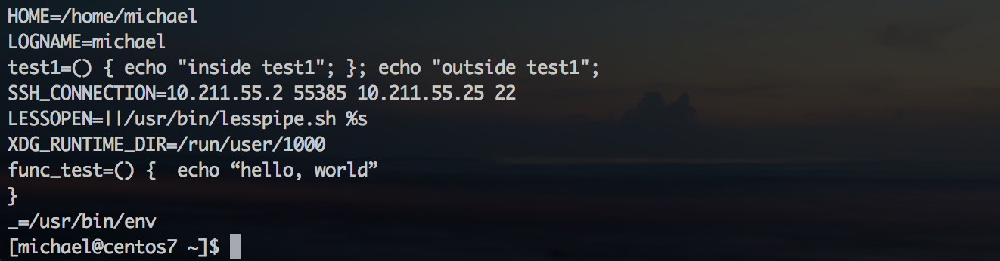 HOME=/home/michael
LOGNAME=michael
test1=() { echo "inside test1"; }; echo "outside test1";
SSH_CONNECTION=10.211.55.2 55385 10.211.55.25 22
LESSOPEN=||/usr/bin/lesspipe.sh %s
XDG_RUNTIME_DIR=/run/user/1000
func_test=() {  echo “hello, world”
}
_=/usr/bin/env
[michael@centos7 ~]$